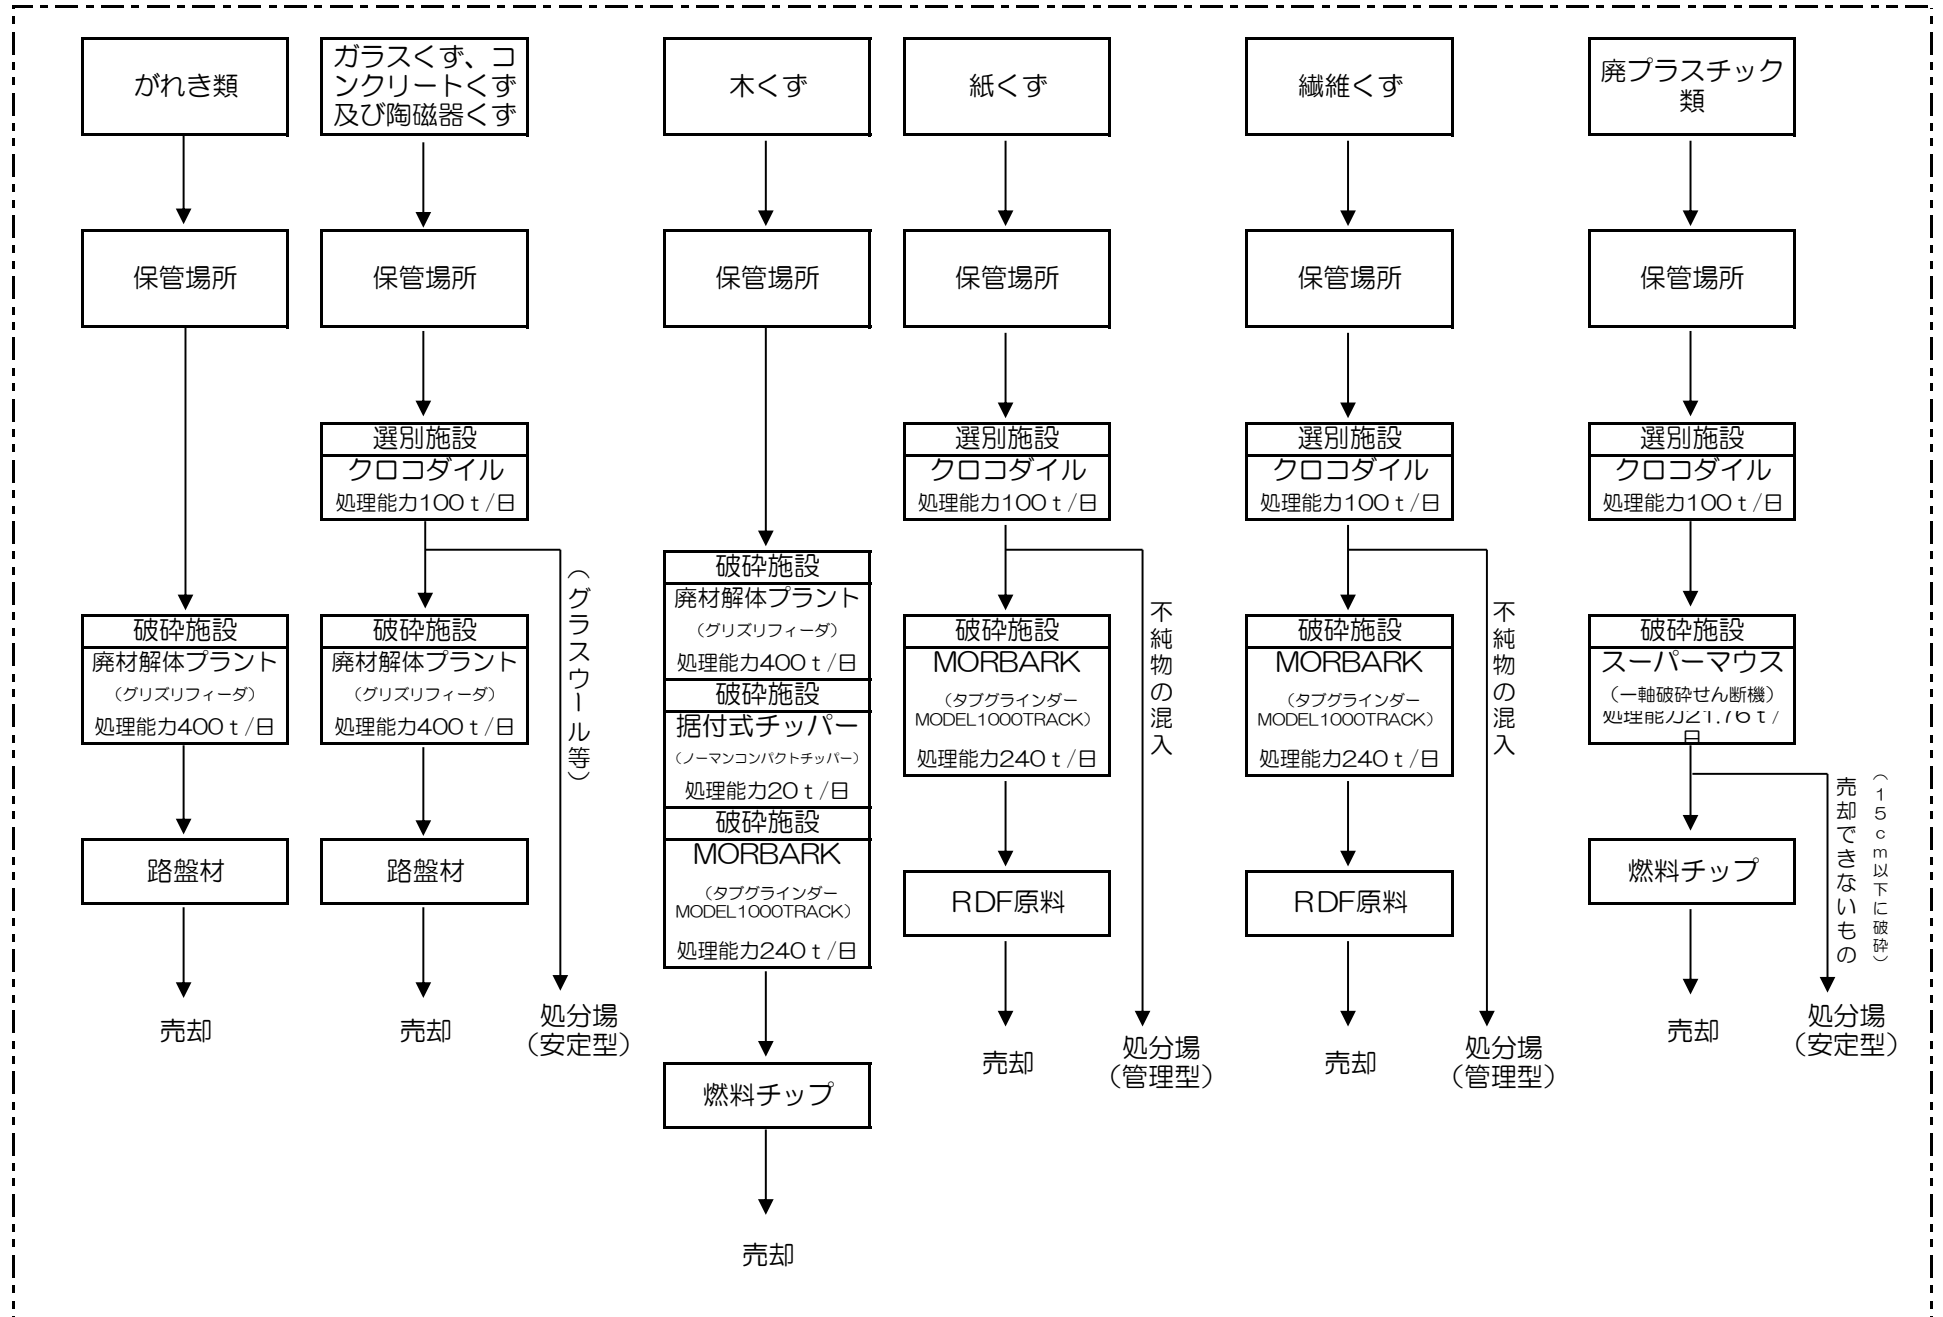 がれき類
ガラスくず、コ
ンクリートくず
及び陶磁器くず
木くず
紙くず
繊維くず
廃プラスチック
類
保管場所
保管場所
保管場所
保管場所
保管場所
保管場所
選別施設
クロコダイル
処理能力100ｔ/日
選別施設
クロコダイル
処理能力100ｔ/日
選別施設
クロコダイル
処理能力100ｔ/日
選別施設
クロコダイル
処理能力100ｔ/日
破砕施設
廃材解体プラント
（グリズリフィーダ）
処理能力400ｔ/日
破砕施設
廃材解体プラント
（グリズリフィーダ）
処理能力400ｔ/日
（グラスウール等）
破砕施設
廃材解体プラント
（グリズリフィーダ）
処理能力400ｔ/日
破砕施設
据付式チッパー
（ノーマンコンパクトチッパー）
処理能力20ｔ/日
破砕施設
MORBARK
（タブグラインダー
MODEL1000TRACK）
処理能力240ｔ/日
破砕施設
MORBARK
（タブグラインダー
MODEL1000TRACK）
処理能力240ｔ/日
不純物の混入
破砕施設
MORBARK
（タブグラインダー
MODEL1000TRACK）
処理能力240ｔ/日
不純物の混入
破砕施設
スーパーマウス
（一軸破砕せん断機）
処理能力21.76ｔ/
日
売却できないもの
（15ｃｍ以下に破砕）
路盤材
路盤材
燃料チップ
RDF原料
RDF原料
燃料チップ
売却
売却
処分場
（安定型）
売却
売却
処分場
（管理型）
売却
処分場
（管理型）
売却
処分場
（安定型）